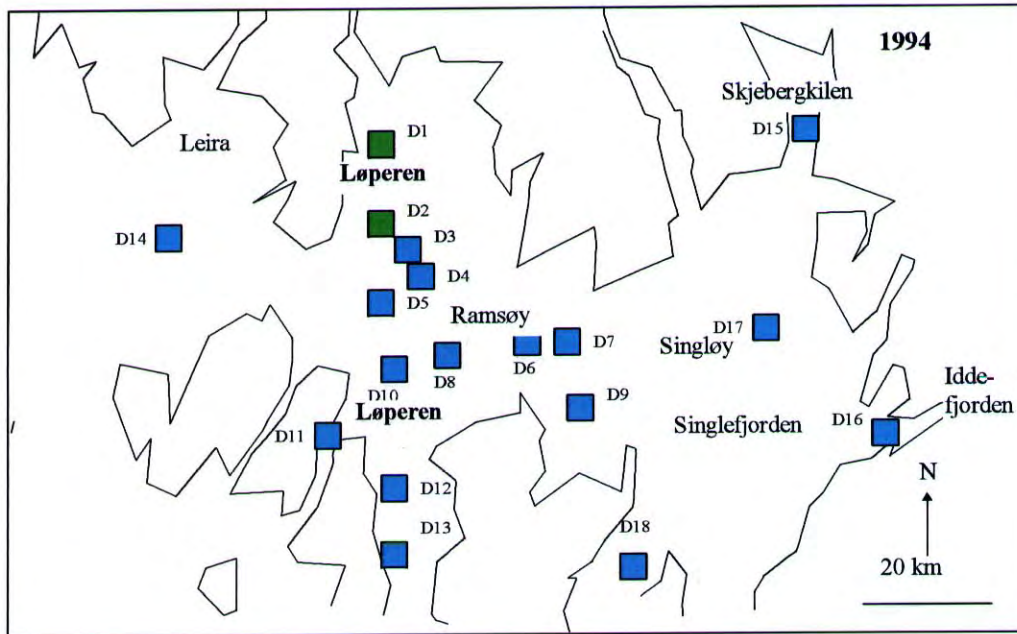 1994
Skjebergkilen
D15
D1
Leira
Løperen
D2
D3
D14
D4
D5
Ramsøy
D7
D17
Singløy
D6
D8
D10
Idde-
fjorden
D9
Løperen
Singlefjorden
D16
D11
N
D12
D18
D13
20 km